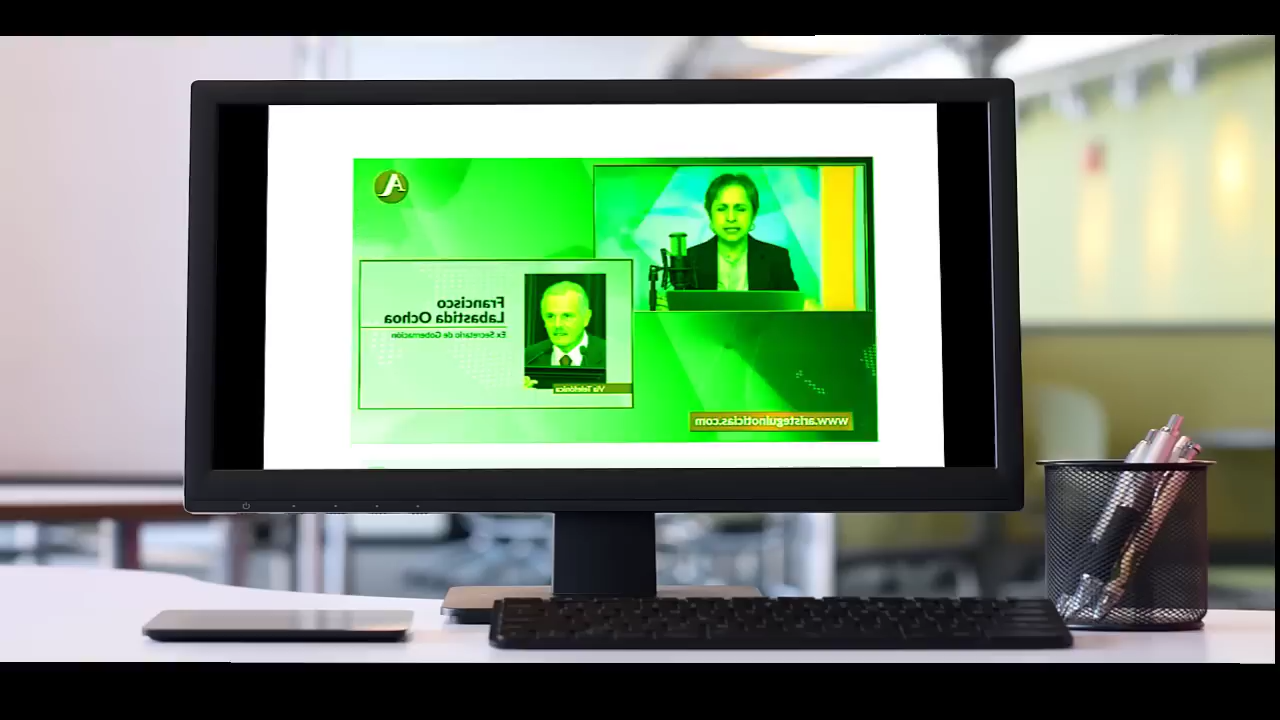 A
Francisco
Labastida Ochoa
Ex Secretario de Gobernación
Vía Telefónica
www.aristeguinoticias.com